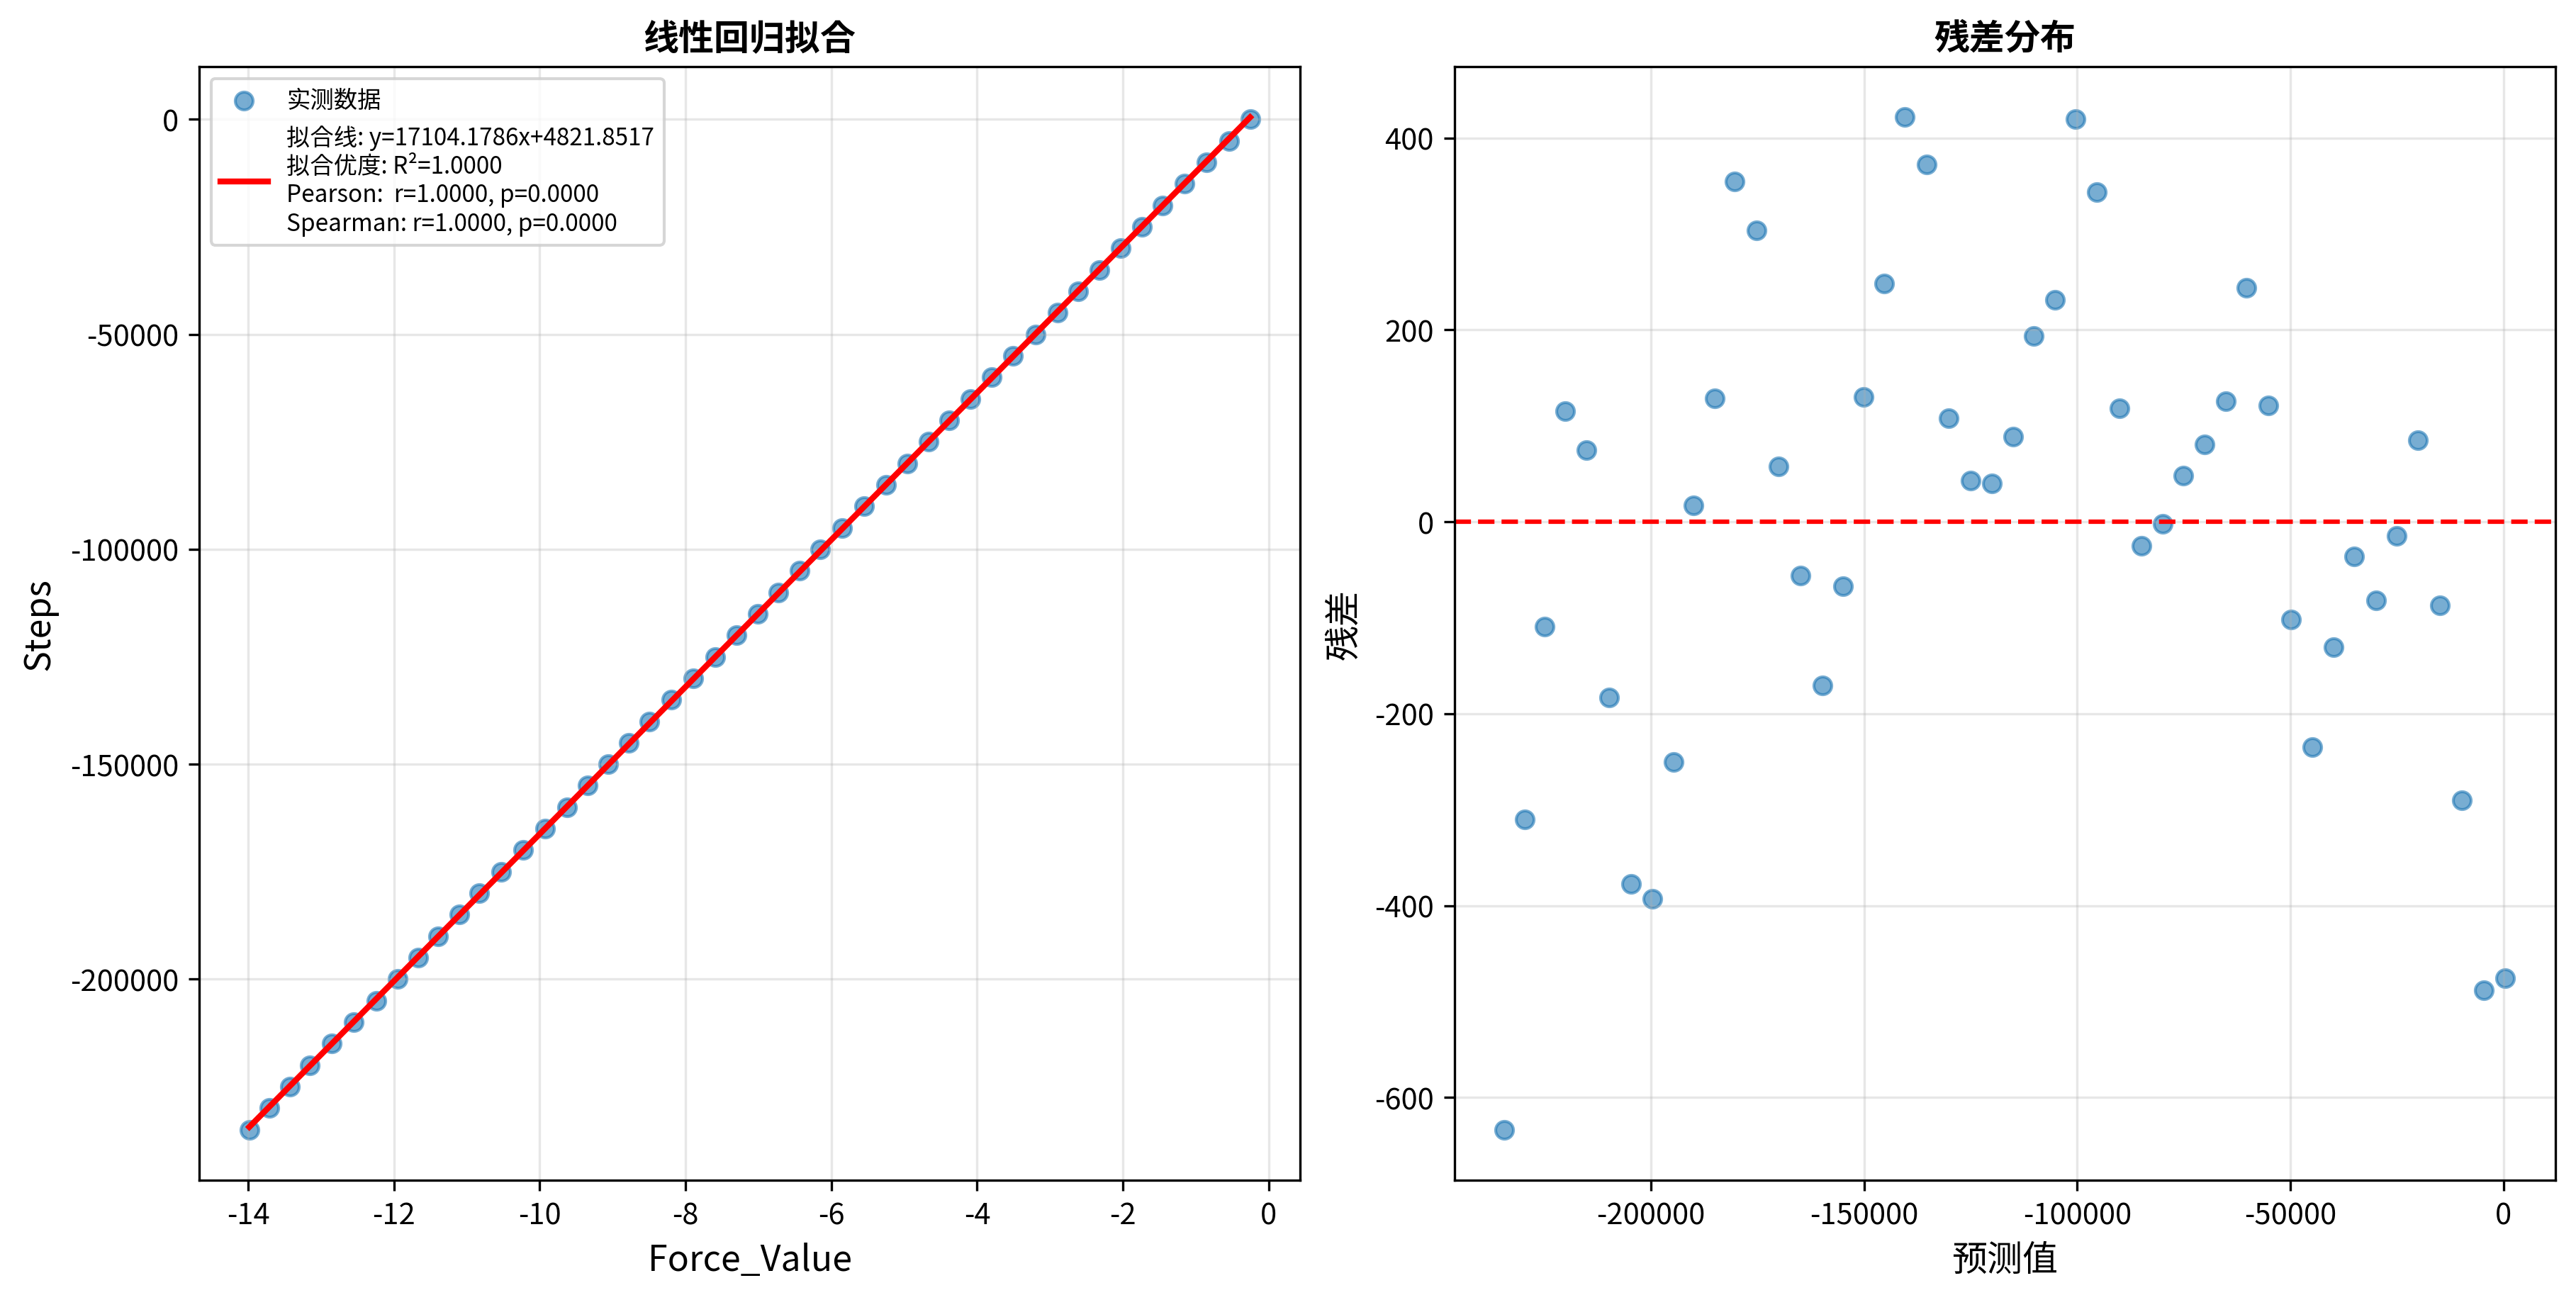 线性回归拟合
实测数据
拟合线: y=17104.1786x+4821.8517
拟合优度: R²=1.0000
Pearson: r=1.0000, p=0.0000
Spearman: r=1.0000, p=0.0000
0
-50000
-100000
-150000
-200000
Steps
-14 -12 -10 -8 -6 -4 -2 0
Force_Value
残差分布
400
200
0
-200
-400
-600
残差
-200000 -150000 -100000 -50000 0
预测值